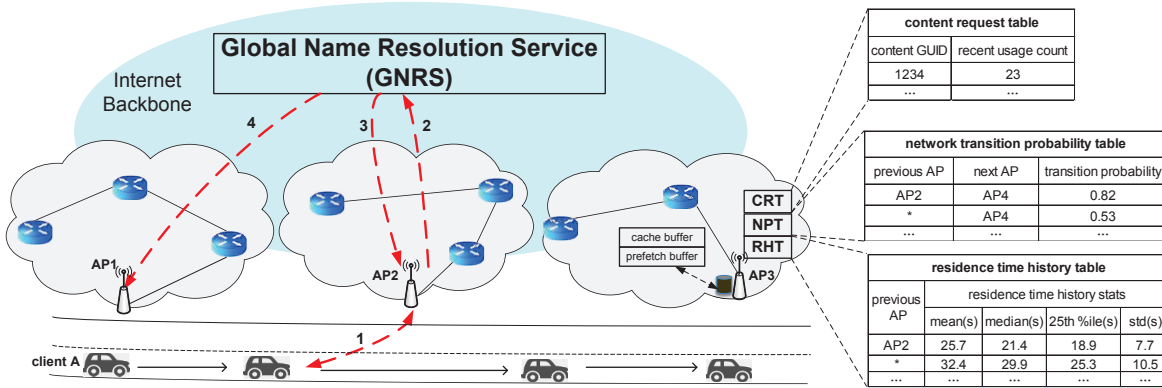 Global Name Resolution Service
(GNRS)
Internet
Backbone
4
3
2
AP1
AP2
cache buffer
prefetch buffer
CRT
NPT
RHT
AP3
1
client A
content request table
content GUID recent usage count
1234 23
... ...
network transition probability table
previous AP next AP transition probability
AP2 AP4 0.82
* AP4 0.53
... ... ...
residence time history table
previous
AP
residence time history stats
mean(s) median(s) 25th %ile(s) std(s)
AP2 25.7 21.4 18.9 7.7
* 32.4 29.9 25.3 10.5
... ... ... ... ...